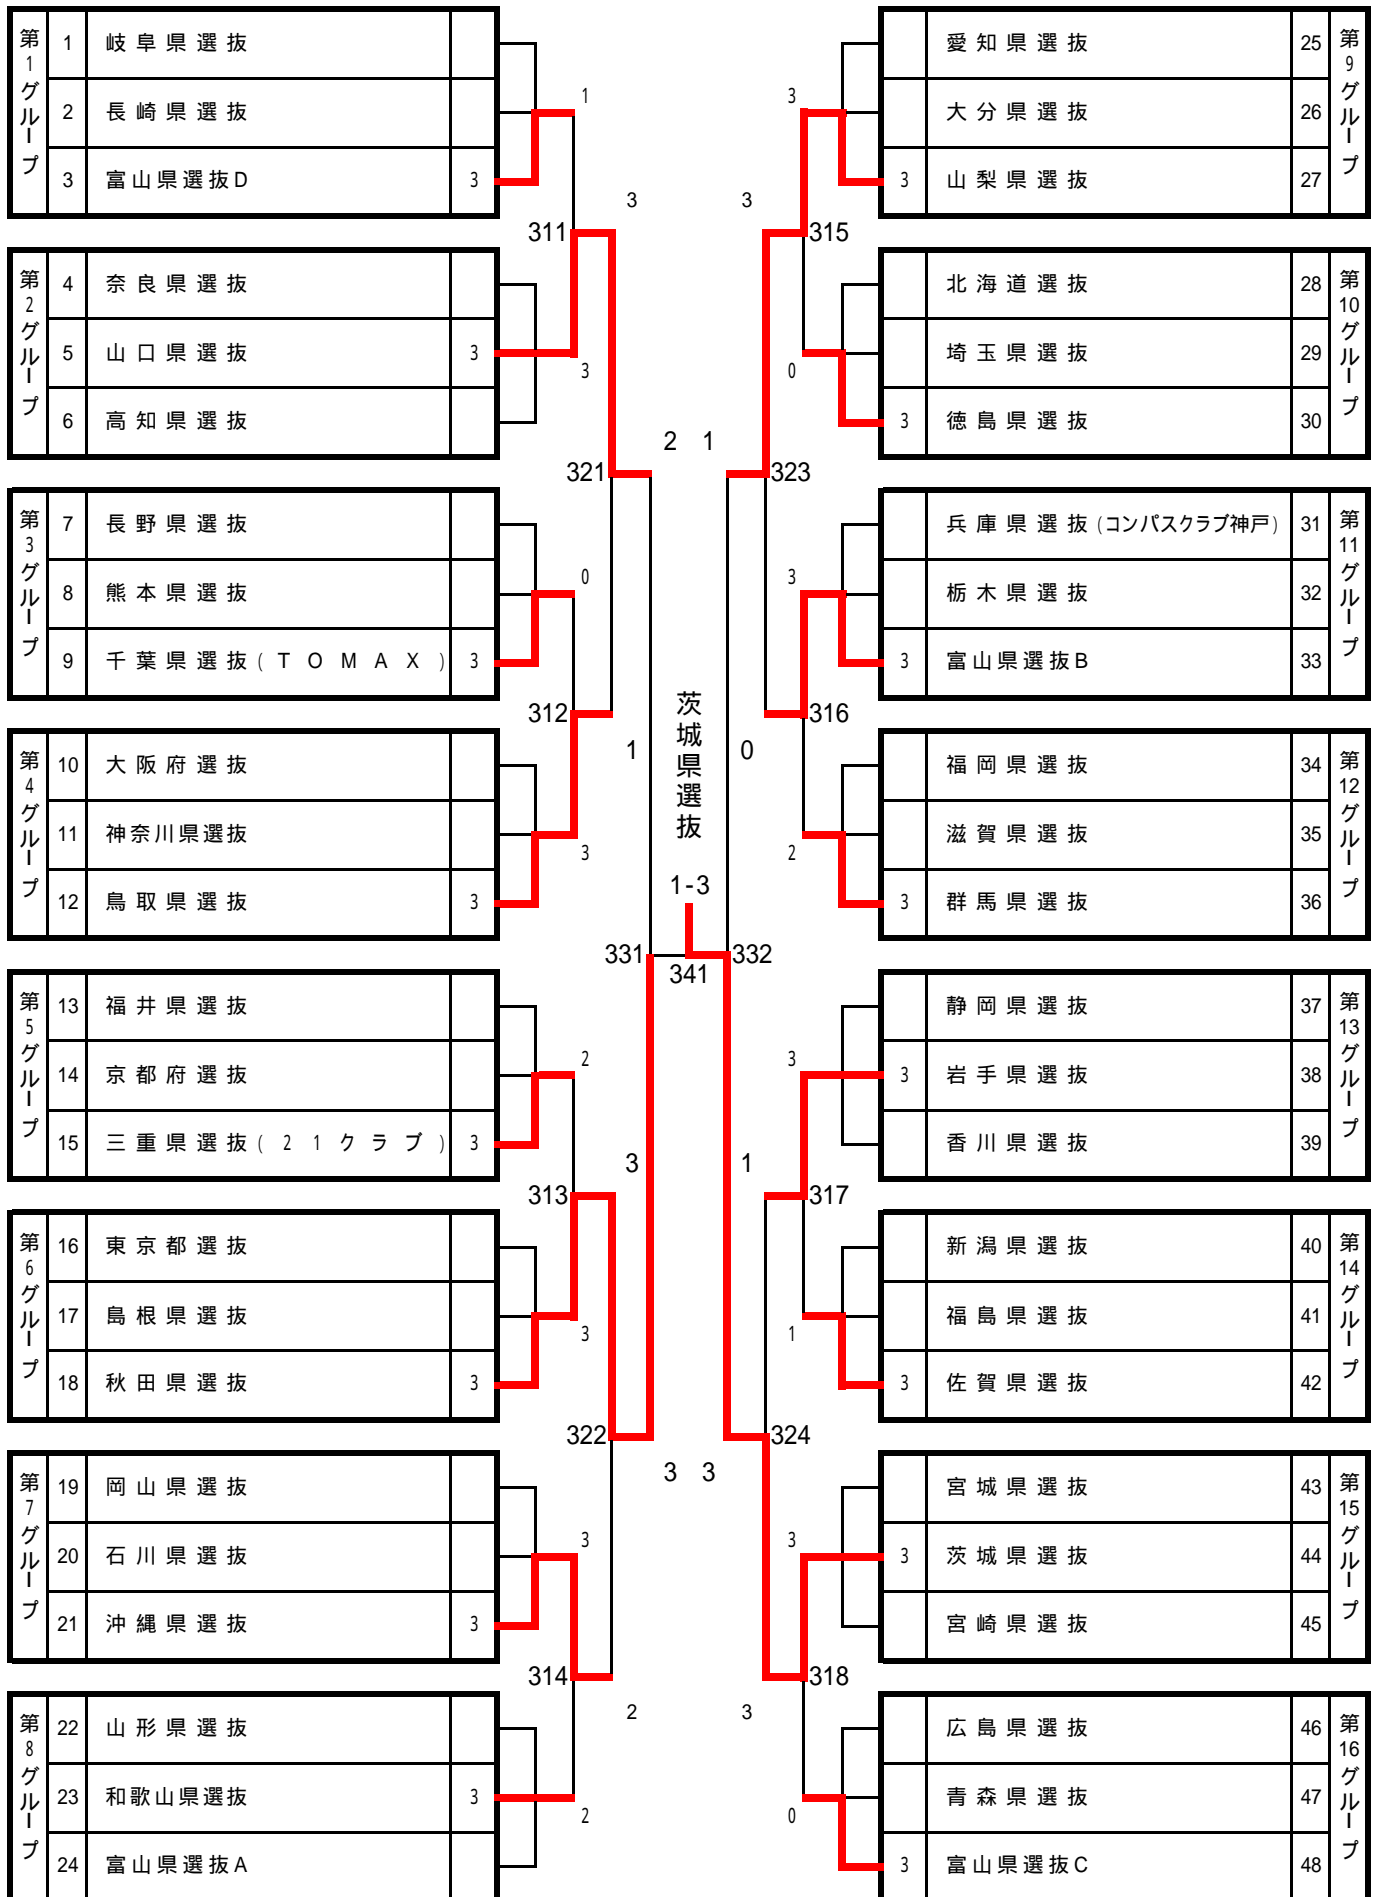 第1グループ
1 岐阜県選抜
2 長崎県選抜
3 富山県選抜D 3
第2グループ
4 奈良県選抜
5 山口県選抜 3
6 高知県選抜
第3グループ
7 長野県選抜
8 熊本県選抜
9 千葉県選抜(TOMAX) 3
第4グループ
10 大阪府選抜
11 神奈川県選抜
12 鳥取県選抜 3
第5グループ
13 福井県選抜
14 京都府選抜
15 三重県選抜(21クラブ) 3
第6グループ
16 東京都選抜
17 島根県選抜
18 秋田県選抜 3
第7グループ
19 岡山県選抜
20 石川県選抜
21 沖縄県選抜 3
第8グループ
22 山形県選抜
23 和歌山県選抜 3
24 富山県選抜A
1
311
3
3
321
2
0
312
3
1
331
2
313
3
3
322
3
3
314
2
2
茨城県選抜
1-3
341
3
315
0
3
323
1
3
316
2
0
332
3
317
1
1
324
3
3
318
0
3
愛知県選抜 25
大分県選抜 26
3 山梨県選抜 27
第9グループ
北海道選抜 28
埼玉県選抜 29
3 徳島県選抜 30
第10グループ
兵庫県選抜(コンパスクラブ神戸) 31
栃木県選抜 32
3 富山県選抜B 33
第11グループ
福岡県選抜 34
滋賀県選抜 35
3 群馬県選抜 36
第12グループ
静岡県選抜 37
3 岩手県選抜 38
香川県選抜 39
第13グループ
新潟県選抜 40
福島県選抜 41
3 佐賀県選抜 42
第14グループ
宮城県選抜 43
3 茨城県選抜 44
宮崎県選抜 45
第15グループ
広島県選抜 46
青森県選抜 47
3 富山県選抜C 48
第16グループ